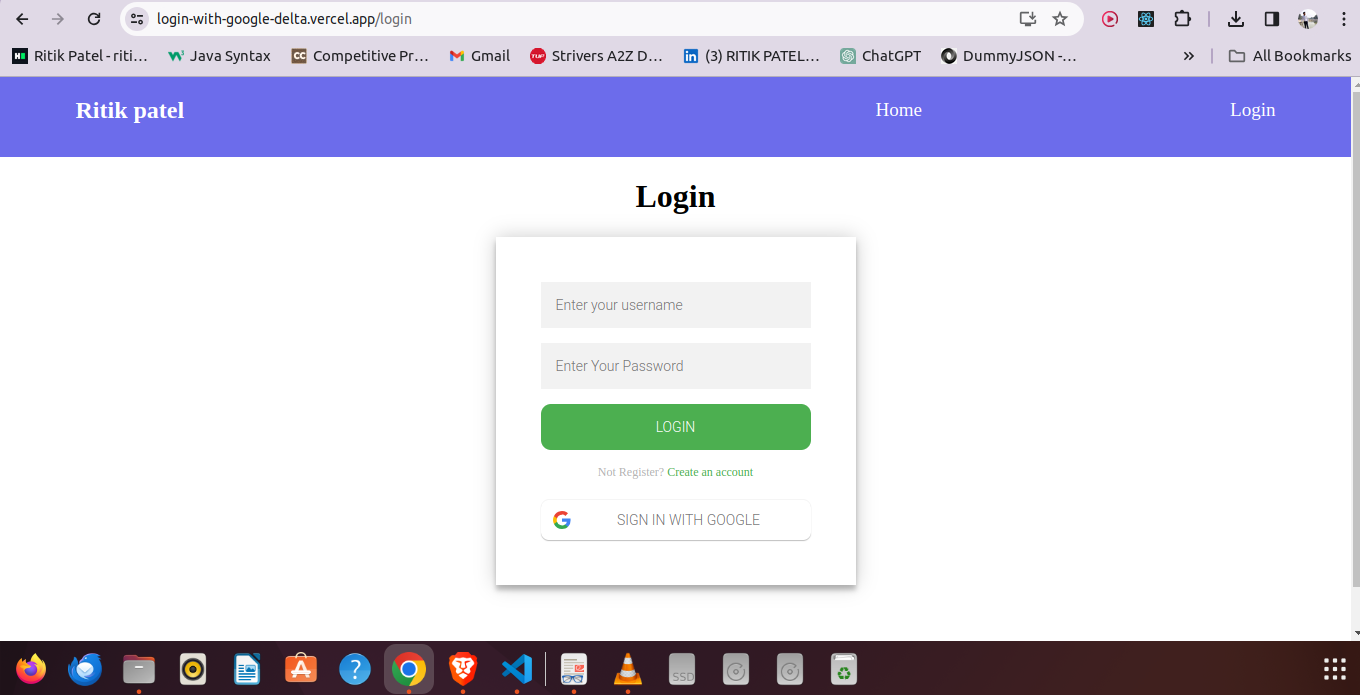 login-with-google-delta.vercel.app/login
Ritik Patel - riti… Java Syntax Competitive Pr… Gmail Strivers A2Z D… (3) RITIK PATEL… ChatGPT DummyJSON -… » All Bookmarks
Ritik patel Home Login
Login
Enter your username
Enter Your Password
LOGIN
Not Register? Create an account
SIGN IN WITH GOOGLE
SSD